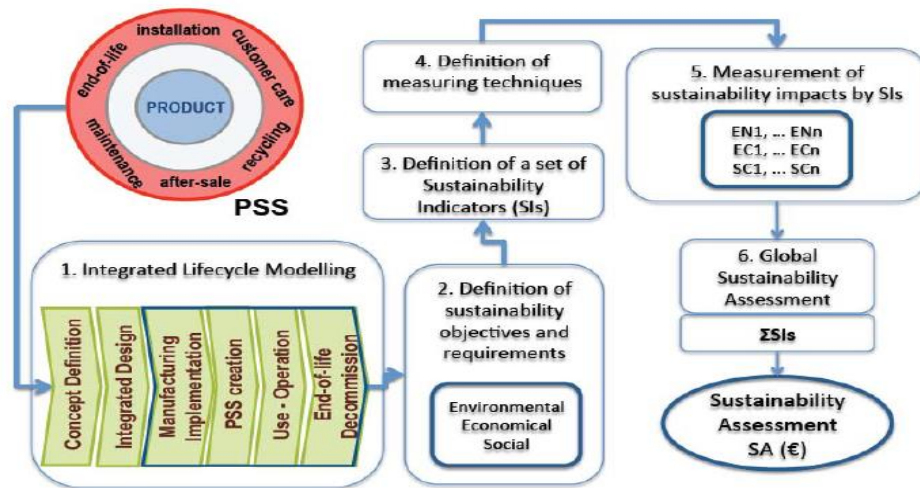 installation
customer care
recycling
after-sale
maintenance
end-of-life
PRODUCT
PSS
1. Integrated Lifecycle Modelling
Concept Definition
Integrated Design
Manufacturing
Implementation
PSS creation
Use - Operation
End-of-life
Decommission
2. Definition of
sustainability
objectives and
requirements
Environmental
Economical
Social
3. Definition of a set of
Sustainability
Indicators (SIs)
4. Definition of
measuring techniques
5. Measurement of
sustainability impacts by SIs
EN1, ... ENn
EC1, ... ECn
SC1, ... SCn
6. Global
Sustainability
Assessment
ΣSIs
Sustainability
Assessment
SA (€)